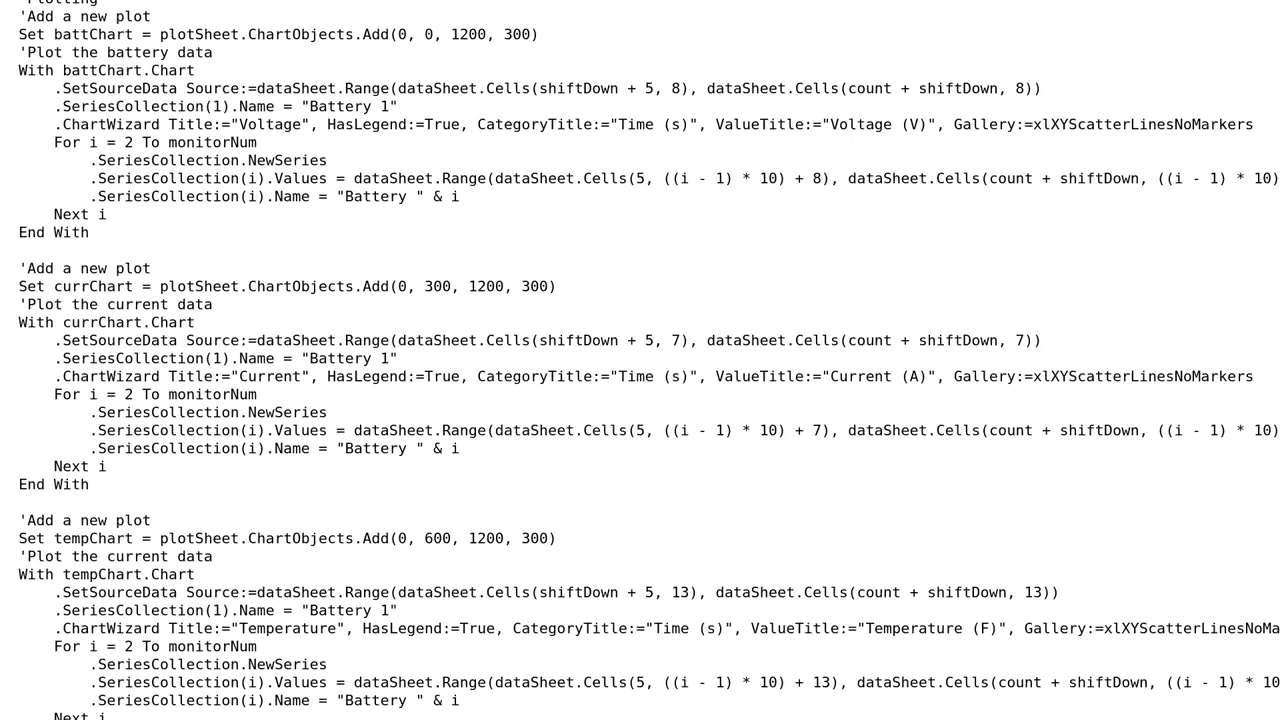 'Plotting
'Add a new plot
Set battChart = plotSheet.ChartObjects.Add(0, 0, 1200, 300)
'Plot the battery data
With battChart.Chart
    .SetSourceData Source:=dataSheet.Range(dataSheet.Cells(shiftDown + 5, 8), dataSheet.Cells(count + shiftDown, 8))
    .SeriesCollection(1).Name = "Battery 1"
    .ChartWizard Title:="Voltage", HasLegend:=True, CategoryTitle:="Time (s)", ValueTitle:="Voltage (V)", Gallery:=xlXYScatterLinesNoMarkers
    For i = 2 To monitorNum
        .SeriesCollection.NewSeries
        .SeriesCollection(i).Values = dataSheet.Range(dataSheet.Cells(5, ((i - 1) * 10) + 8), dataSheet.Cells(count + shiftDown, ((i - 1) * 10)
        .SeriesCollection(i).Name = "Battery " & i
    Next i
End With

'Add a new plot
Set currChart = plotSheet.ChartObjects.Add(0, 300, 1200, 300)
'Plot the current data
With currChart.Chart
    .SetSourceData Source:=dataSheet.Range(dataSheet.Cells(shiftDown + 5, 7), dataSheet.Cells(count + shiftDown, 7))
    .SeriesCollection(1).Name = "Battery 1"
    .ChartWizard Title:="Current", HasLegend:=True, CategoryTitle:="Time (s)", ValueTitle:="Current (A)", Gallery:=xlXYScatterLinesNoMarkers
    For i = 2 To monitorNum
        .SeriesCollection.NewSeries
        .SeriesCollection(i).Values = dataSheet.Range(dataSheet.Cells(5, ((i - 1) * 10) + 7), dataSheet.Cells(count + shiftDown, ((i - 1) * 10)
        .SeriesCollection(i).Name = "Battery " & i
    Next i
End With

'Add a new plot
Set tempChart = plotSheet.ChartObjects.Add(0, 600, 1200, 300)
'Plot the current data
With tempChart.Chart
    .SetSourceData Source:=dataSheet.Range(dataSheet.Cells(shiftDown + 5, 13), dataSheet.Cells(count + shiftDown, 13))
    .SeriesCollection(1).Name = "Battery 1"
    .ChartWizard Title:="Temperature", HasLegend:=True, CategoryTitle:="Time (s)", ValueTitle:="Temperature (F)", Gallery:=xlXYScatterLinesNoMa
    For i = 2 To monitorNum
        .SeriesCollection.NewSeries
        .SeriesCollection(i).Values = dataSheet.Range(dataSheet.Cells(5, ((i - 1) * 10) + 13), dataSheet.Cells(count + shiftDown, ((i - 1) * 10
        .SeriesCollection(i).Name = "Battery " & i
    Next i